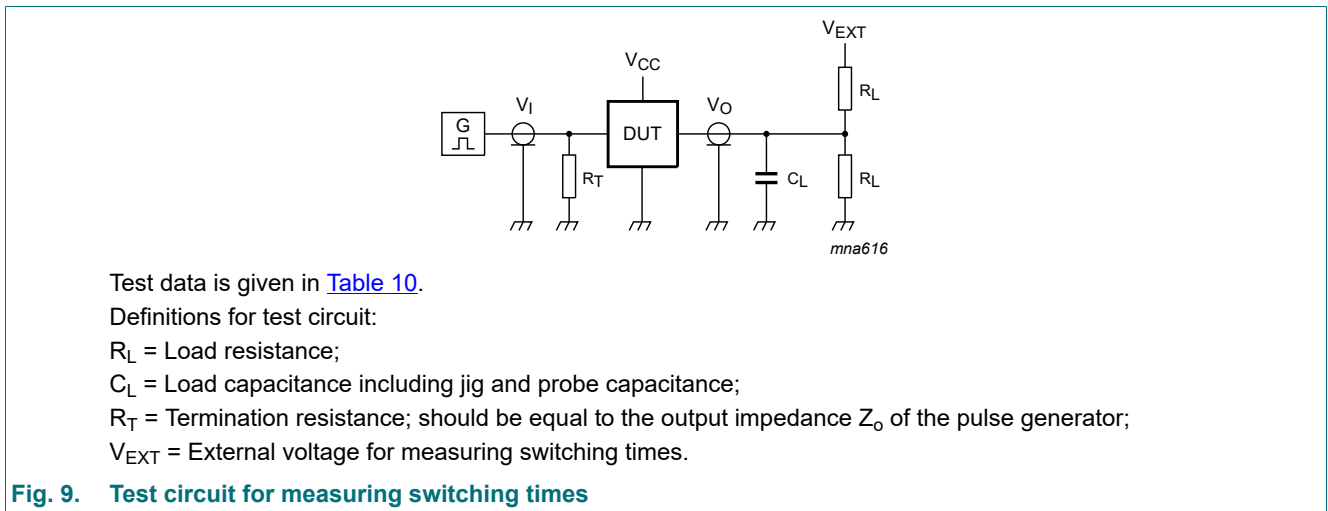 VEXT
VCC
RL
VI
VO
G
DUT
RT
CL
RL
mna616
Test data is given in Table 10.
Definitions for test circuit:
RL = Load resistance;
CL = Load capacitance including jig and probe capacitance;
RT = Termination resistance; should be equal to the output impedance Zo of the pulse generator;
VEXT = External voltage for measuring switching times.
Fig. 9. Test circuit for measuring switching times